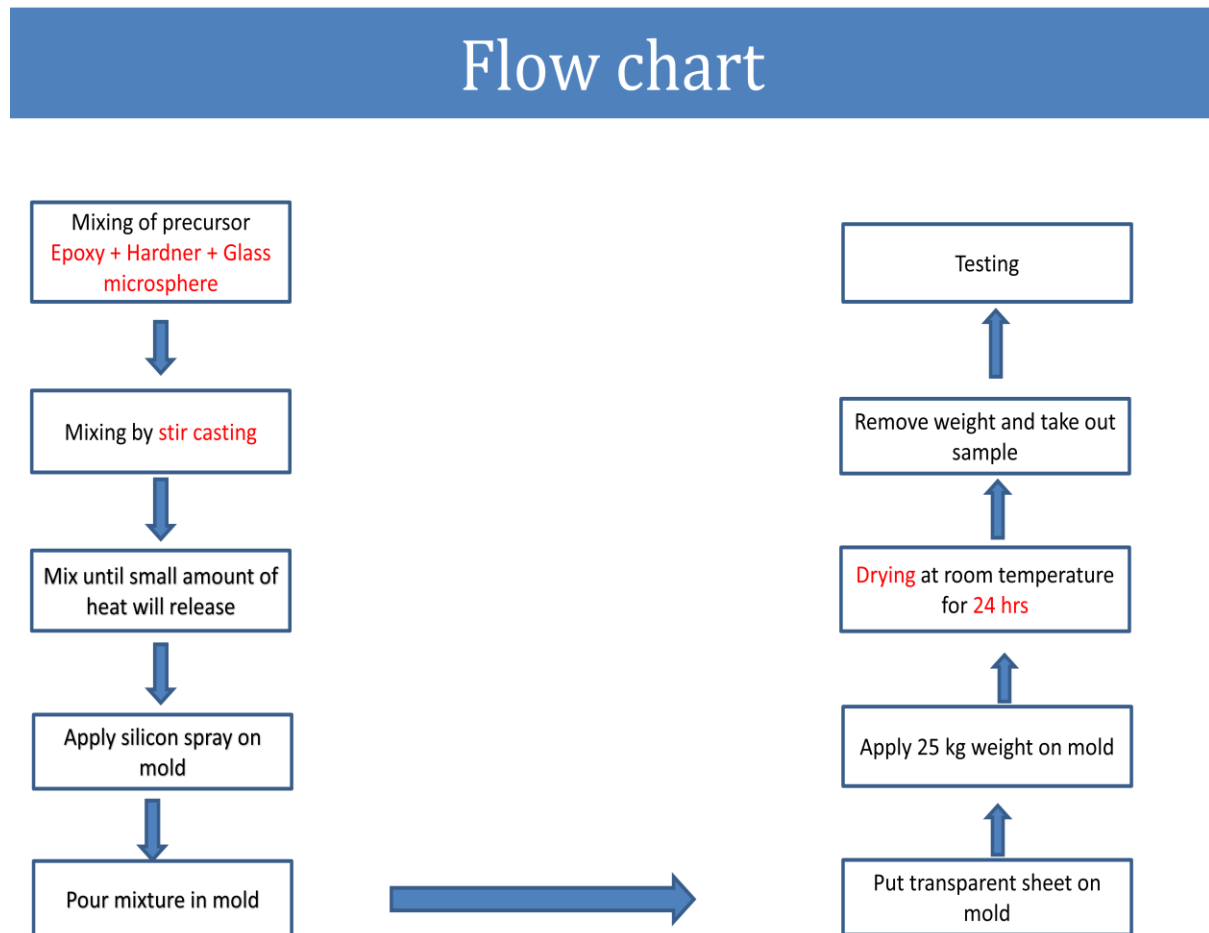 Flow chart
Mixing of precursor
Epoxy + Hardner + Glass
microsphere
Mixing by stir casting
Mix until small amount of
heat will release
Apply silicon spray on
mold
Pour mixture in mold
Put transparent sheet on
mold
Apply 25 kg weight on mold
Drying at room temperature
for 24 hrs
Remove weight and take out
sample
Testing